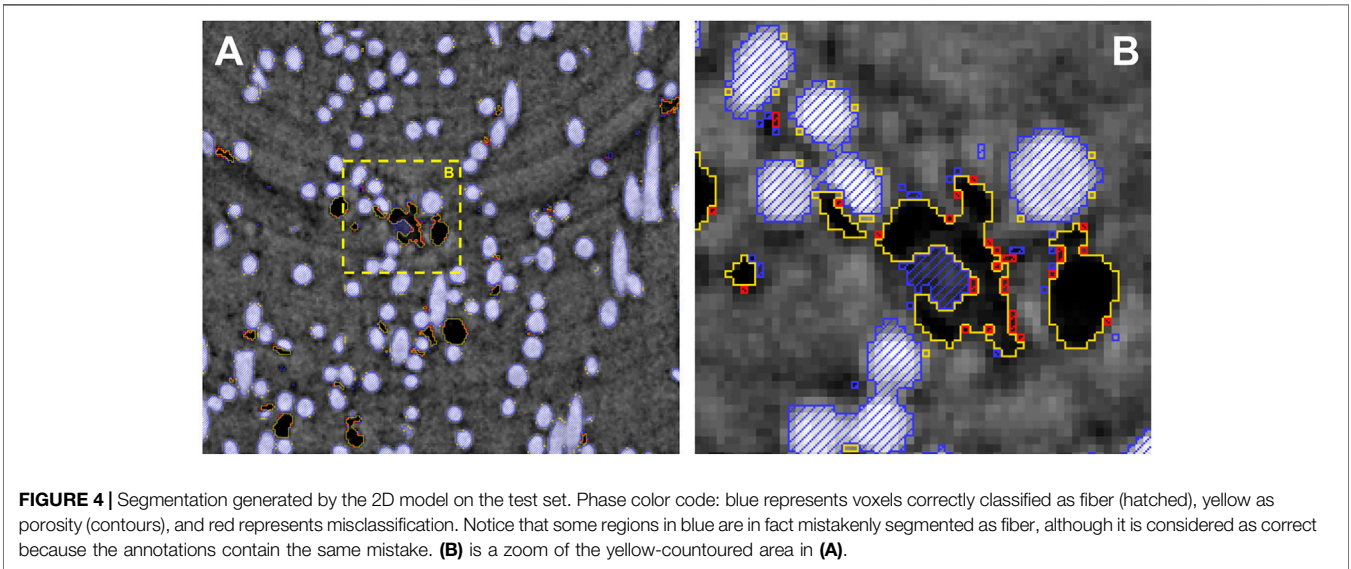 A
B
B
FIGURE 4 | Segmentation generated by the 2D model on the test set. Phase color code: blue represents voxels correctly classified as fiber (hatched), yellow as
porosity (contours), and red represents misclassification. Notice that some regions in blue are in fact mistakenly segmented as fiber, although it is considered as correct
because the annotations contain the same mistake. (B) is a zoom of the yellow-countoured area in (A).